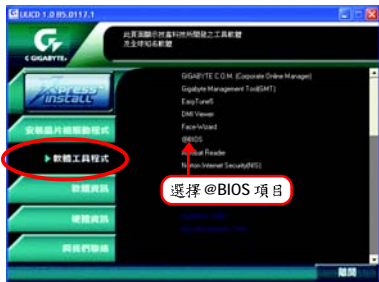 UUCD 1.0 B5.0117.1
GIGABYTE
此頁面顯示技嘉科技所開發之工具軟體
及全球知名軟體
Xpress
Install
安裝晶片組驅動程式
軟體工具程式
軟體資訊
硬體資訊
與我們聯絡
GIGABYTE C.O.M. (Corporate Online Manager)
Gigabyte Management Tool(GMT)
EasyTune5
DMI Viewer
Face-Wizard
@BIOS
Acrobat Reader
Norton Internet Security(NIS)
選擇@BIOS 項目
離開